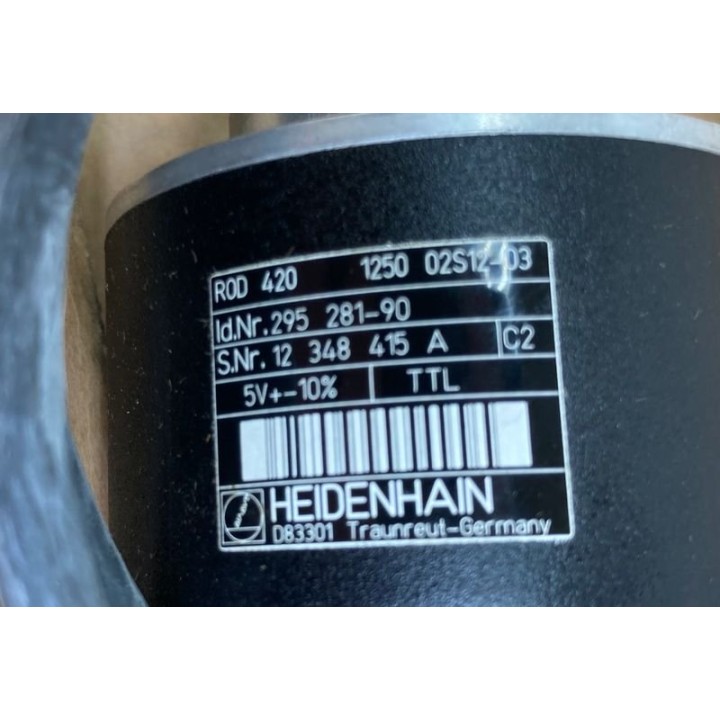 ROD 420 1250 02S12-03
Id.Nr. 295 281-90
S.Nr. 12 348 415 A C2
5V+-10% TTL
HEIDENHAIN
D83301 Traunreut-Germany